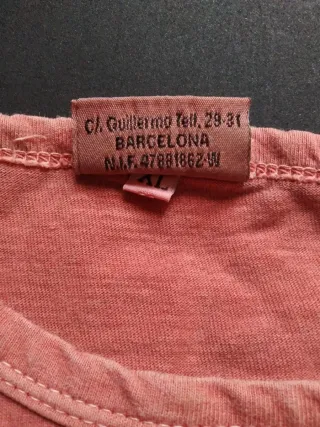 C/. Guillermo Tell, 29-31
BARCELONA
N.I.F. 47881862-W
XL